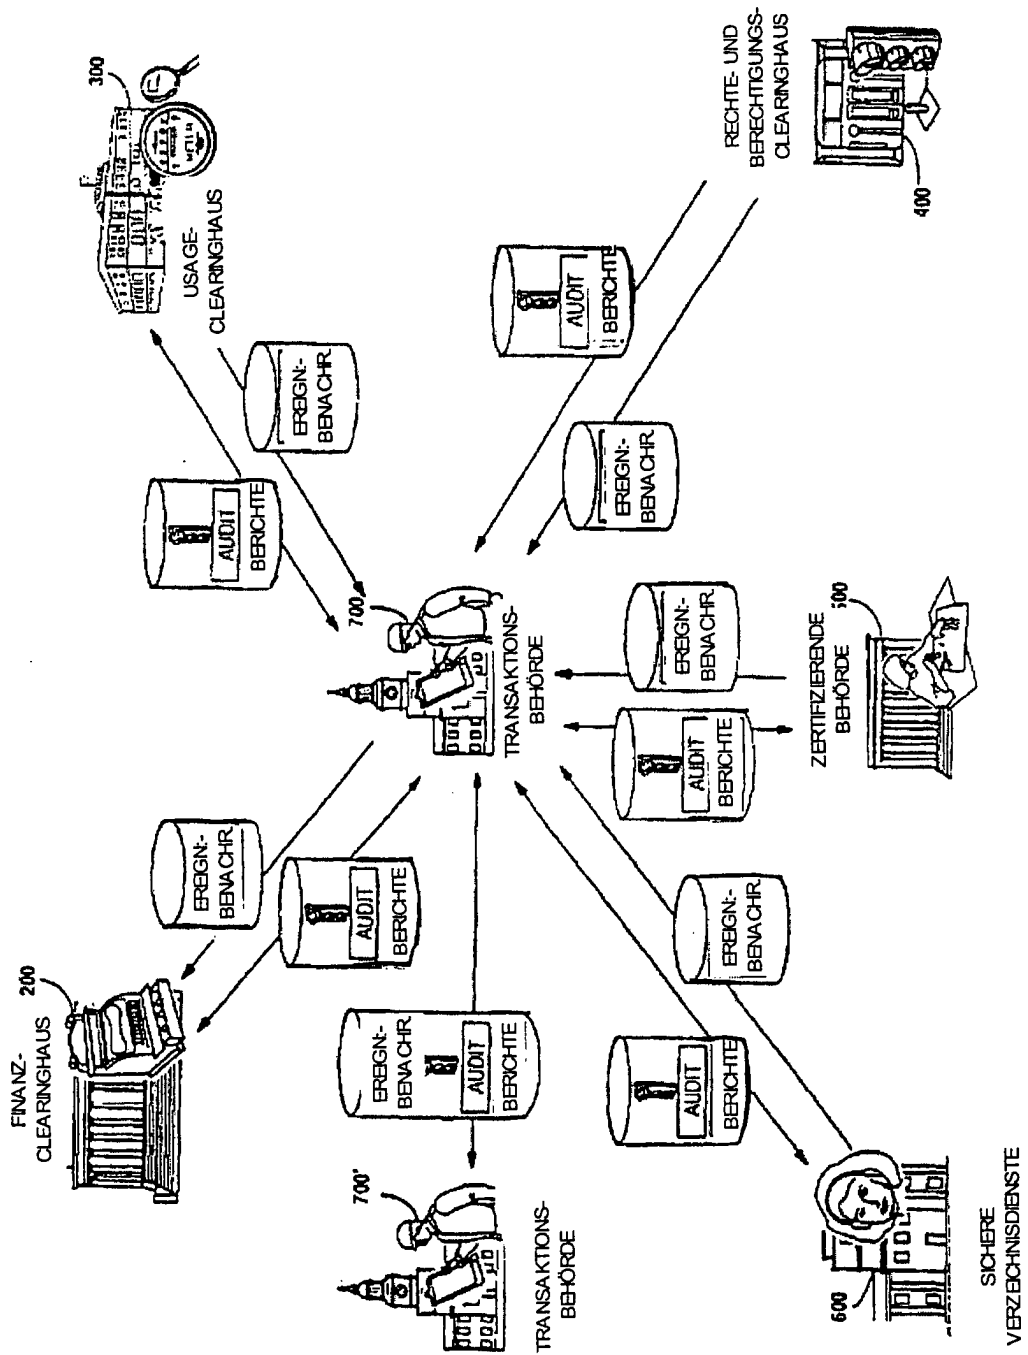 FINANZ-
CLEARINGHAUS
200
EREIGN:-
BENACHR.
AUDIT
BERICHTE
300
USAGE-
CLEARINGHAUS
AUDIT
BERICHTE
EREIGN:-
BENACHR.
700'
TRANSAKTIONS-
BEHÖRDE
EREIGN:-
BENACHR.
AUDIT
BERICHTE
700
TRANSAKTIONS-
BEHÖRDE
AUDIT
BERICHTE
EREIGN:-
BENACHR.
RECHTE- UND
BERECHTIGUNGS-
CLEARINGHAUS
400
600
SICHERE
VERZEICHNISDIENSTE
AUDIT
BERICHTE
EREIGN:-
BENACHR.
AUDIT
BERICHTE
EREIGN:-
BENACHR.
ZERTIFIZIERENDE
BEHÖRDE